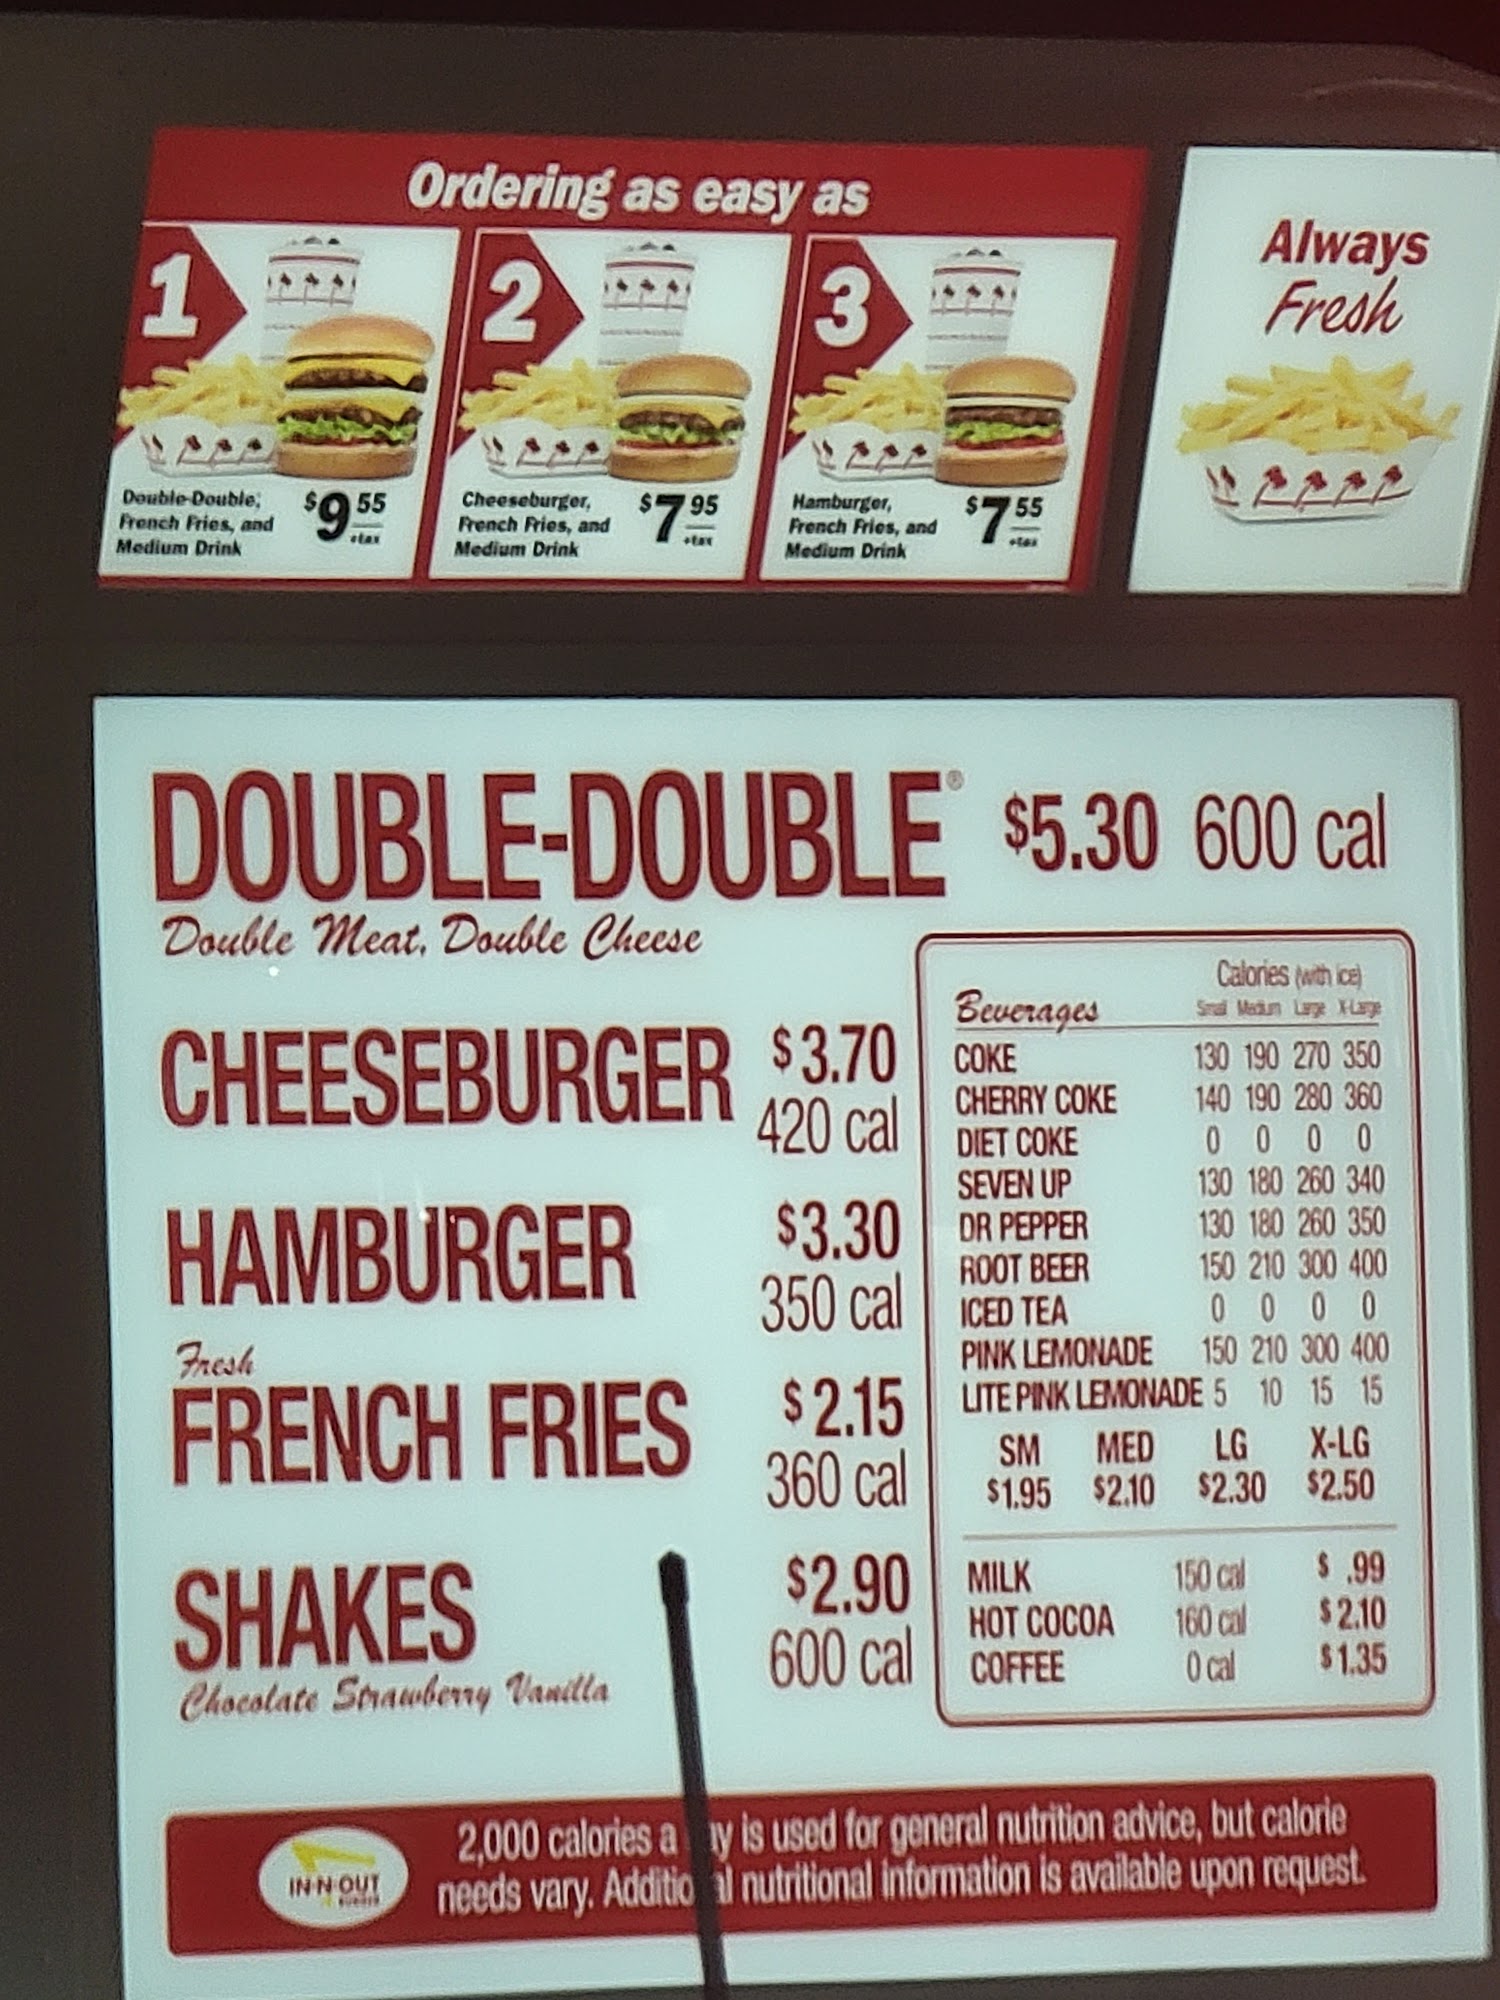 Ordering as easy as
1
Double-Double,
French Fries, and
Medium Drink
$9 55
+tax
2
Cheeseburger,
French Fries, and
Medium Drink
$7 95
+tax
3
Hamburger,
French Fries, and
Medium Drink
$7 55
+tax
Always
Fresh
DOUBLE-DOUBLE® $5.30 600 cal
Double Meat, Double Cheese
CHEESEBURGER $3.70
420 cal
HAMBURGER $3.30
350 cal
Fresh
FRENCH FRIES $2.15
360 cal
SHAKES $2.90
600 cal
Chocolate Strawberry Vanilla
Calories (with ice)
Beverages Small Medium Large X-Large
COKE 130 190 270 350
CHERRY COKE 140 190 280 360
DIET COKE 0 0 0 0
SEVEN UP 130 180 260 340
DR PEPPER 130 180 260 350
ROOT BEER 150 210 300 400
ICED TEA 0 0 0 0
PINK LEMONADE 150 210 300 400
LITE PINK LEMONADE 5 10 15 15
SM MED LG X-LG
$1.95 $2.10 $2.30 $2.50
MILK 150 cal $ .99
HOT COCOA 160 cal $2.10
COFFEE 0 cal $1.35
2,000 calories a ay is used for general nutrition advice, but calorie
needs vary. Additio al nutritional information is available upon request.
IN-N-OUT
BURGER